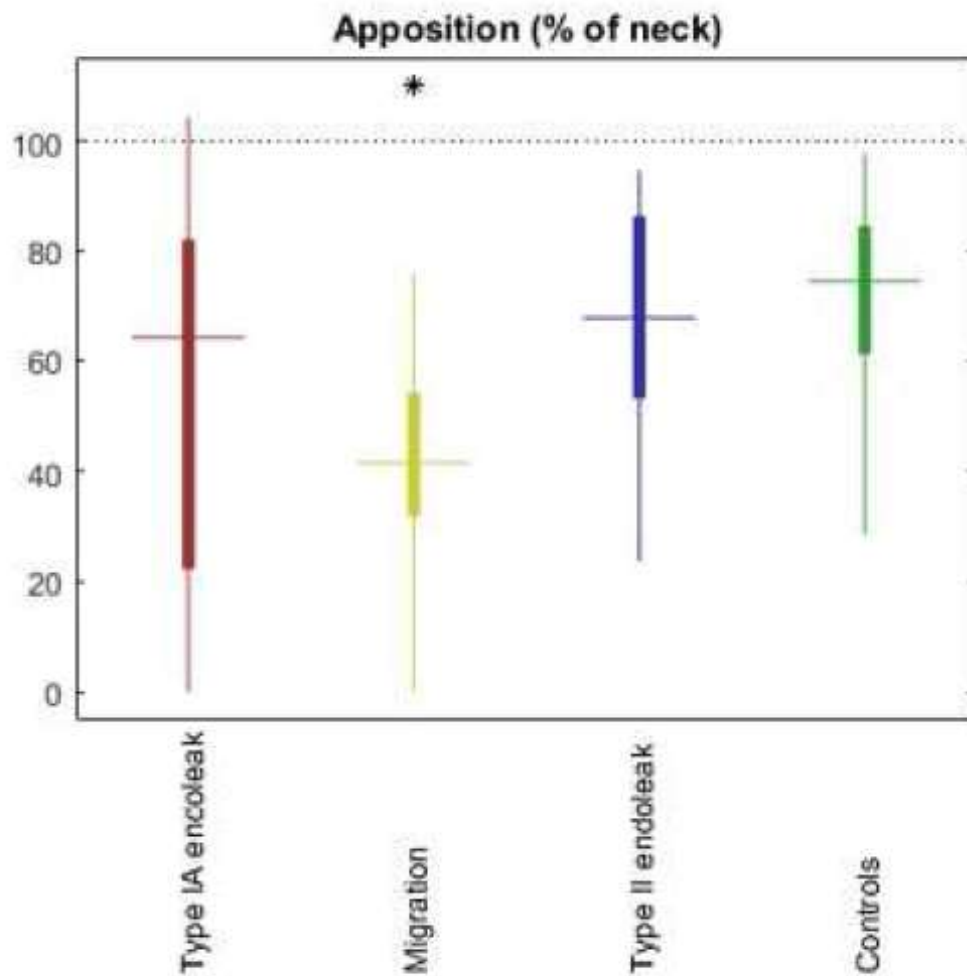 Apposition (% of neck)
*
100
80
60
40
20
0
Type IA encoleak
Migration
Type II endoleak
Controls